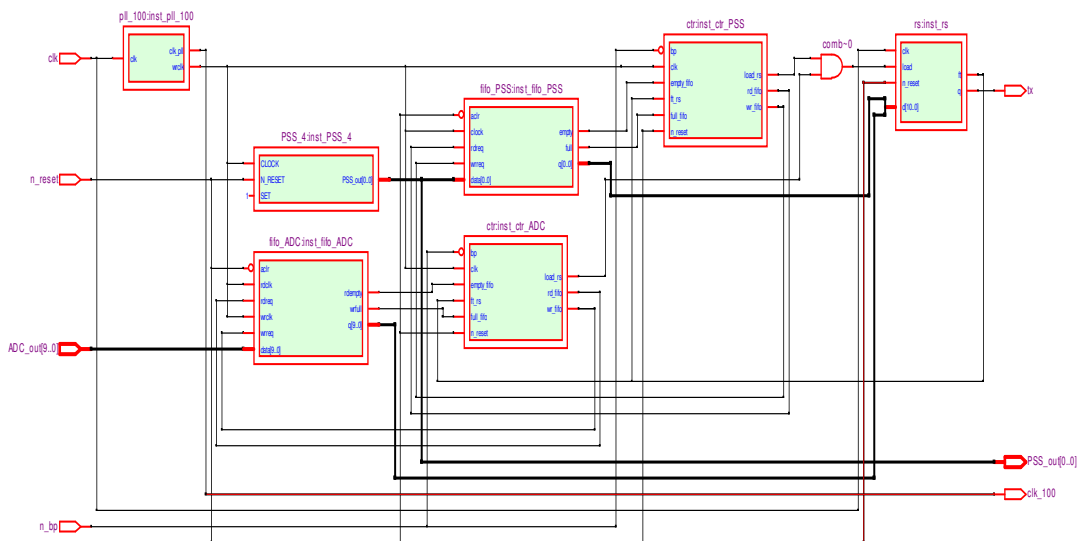 pll_100:inst_pll_100
clk
clk
clk_pll
wrclk
ctr:inst_ctr_PSS
bp
clk
empty_fifo
ft_rs
full_fifo
n_reset
load_rs
rd_fifo
wr_fifo
comb~0
rs:inst_rs
clk
load
n_reset
d[10..0]
ft
q
tx
fifo_PSS:inst_fifo_PSS
aclr
clock
rdreq
wrreq
data[0..0]
empty
full
q[0..0]
PSS_4:inst_PSS_4
CLOCK
N_RESET
1
SET
PSS_out[0..0]
n_reset
fifo_ADC:inst_fifo_ADC
aclr
rdclk
rdreq
wrclk
wrreq
data[9..0]
rdempty
wrfull
q[9..0]
ctr:inst_ctr_ADC
bp
clk
empty_fifo
ft_rs
full_fifo
n_reset
load_rs
rd_fifo
wr_fifo
ADC_out[9..0]
PSS_out[0..0]
clk_100
n_bp